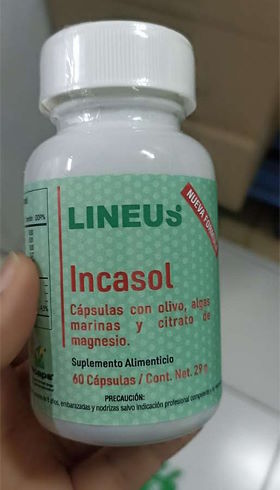 LINEUs
NUEVA
Incasol
Cápsulas con olivo, algas
marinas y citrato de
magnesio.
Suplemento Alimenticio
60 Cápsulas / Cont. Net. 29 g
PRECAUCIÓN:
años, embarazadas y nodrizas salvo indicación profesional